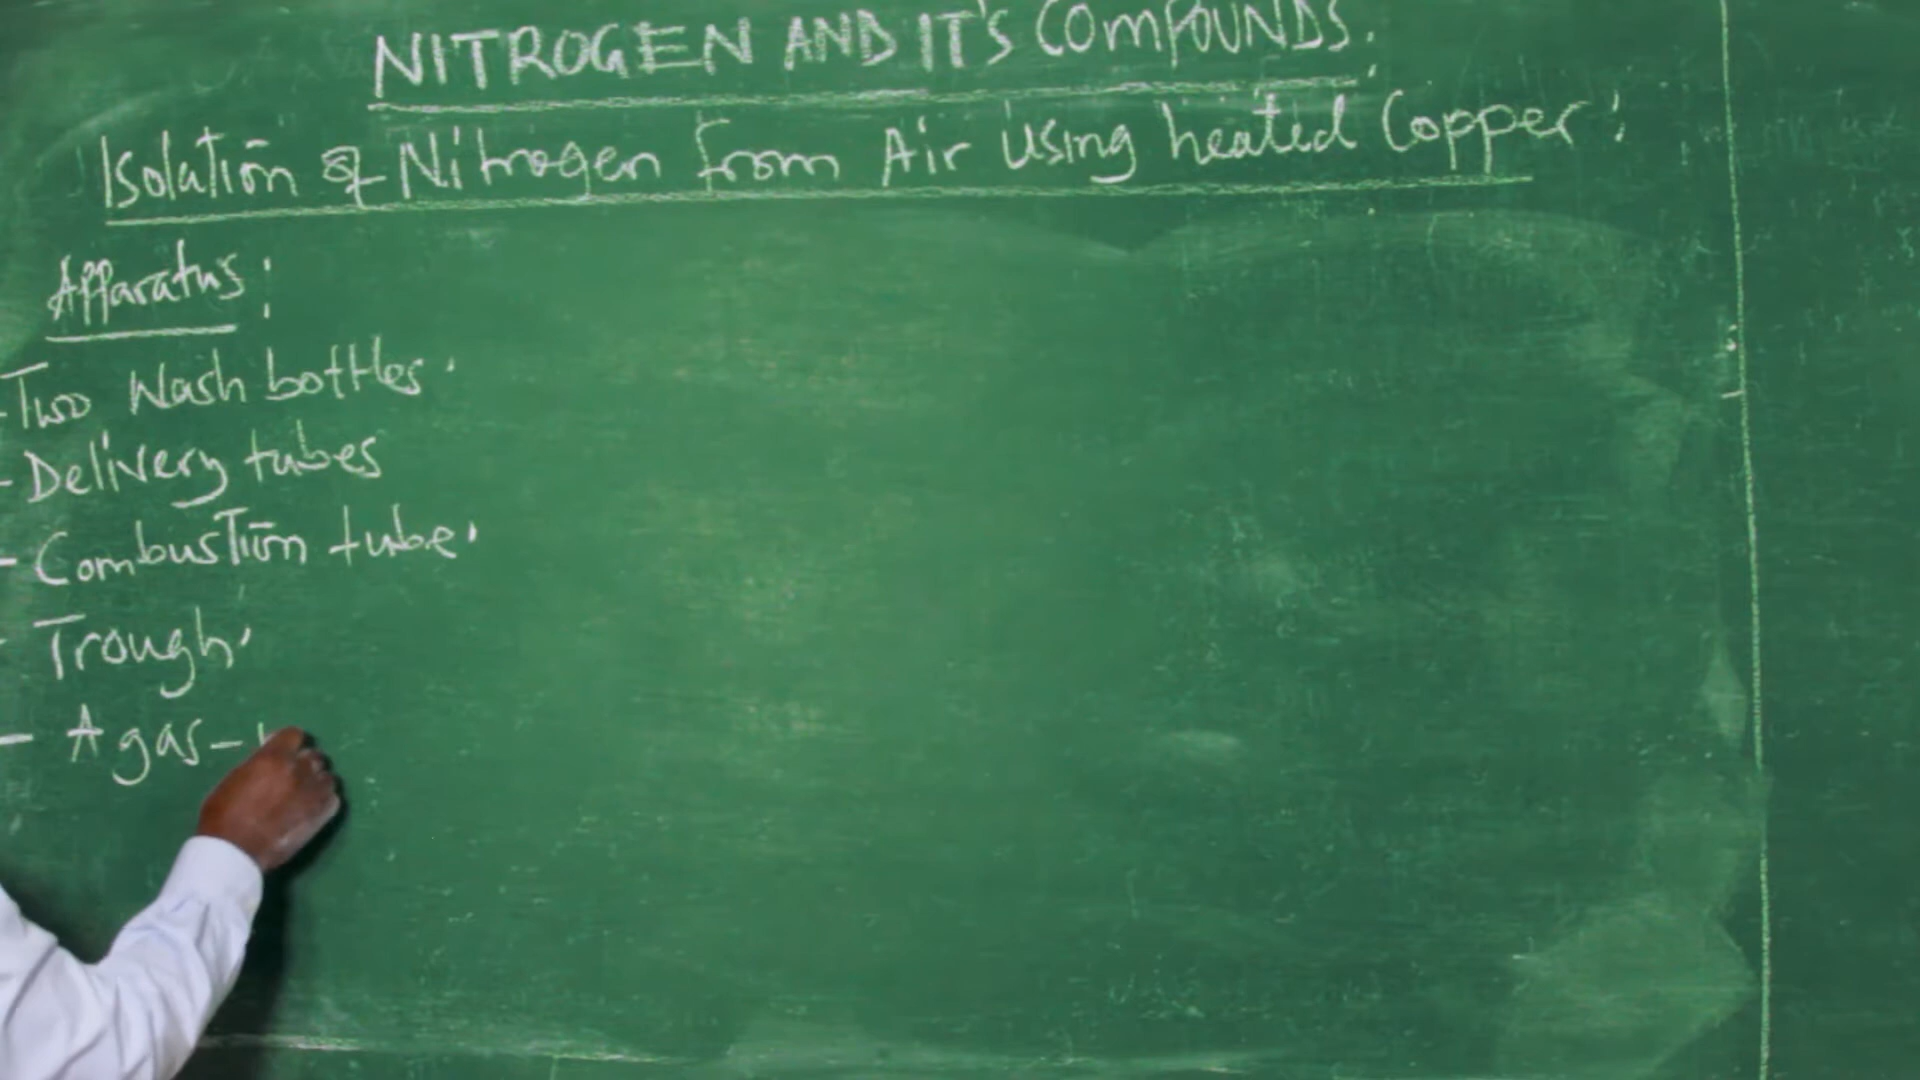 NITROGEN AND IT'S COMPOUNDS.
Isolation of Nitrogen from Air using heated Copper:
Apparatus:
-Two Wash bottles.
-Delivery tubes
-Combustion tube.
- Trough.
- A gas-